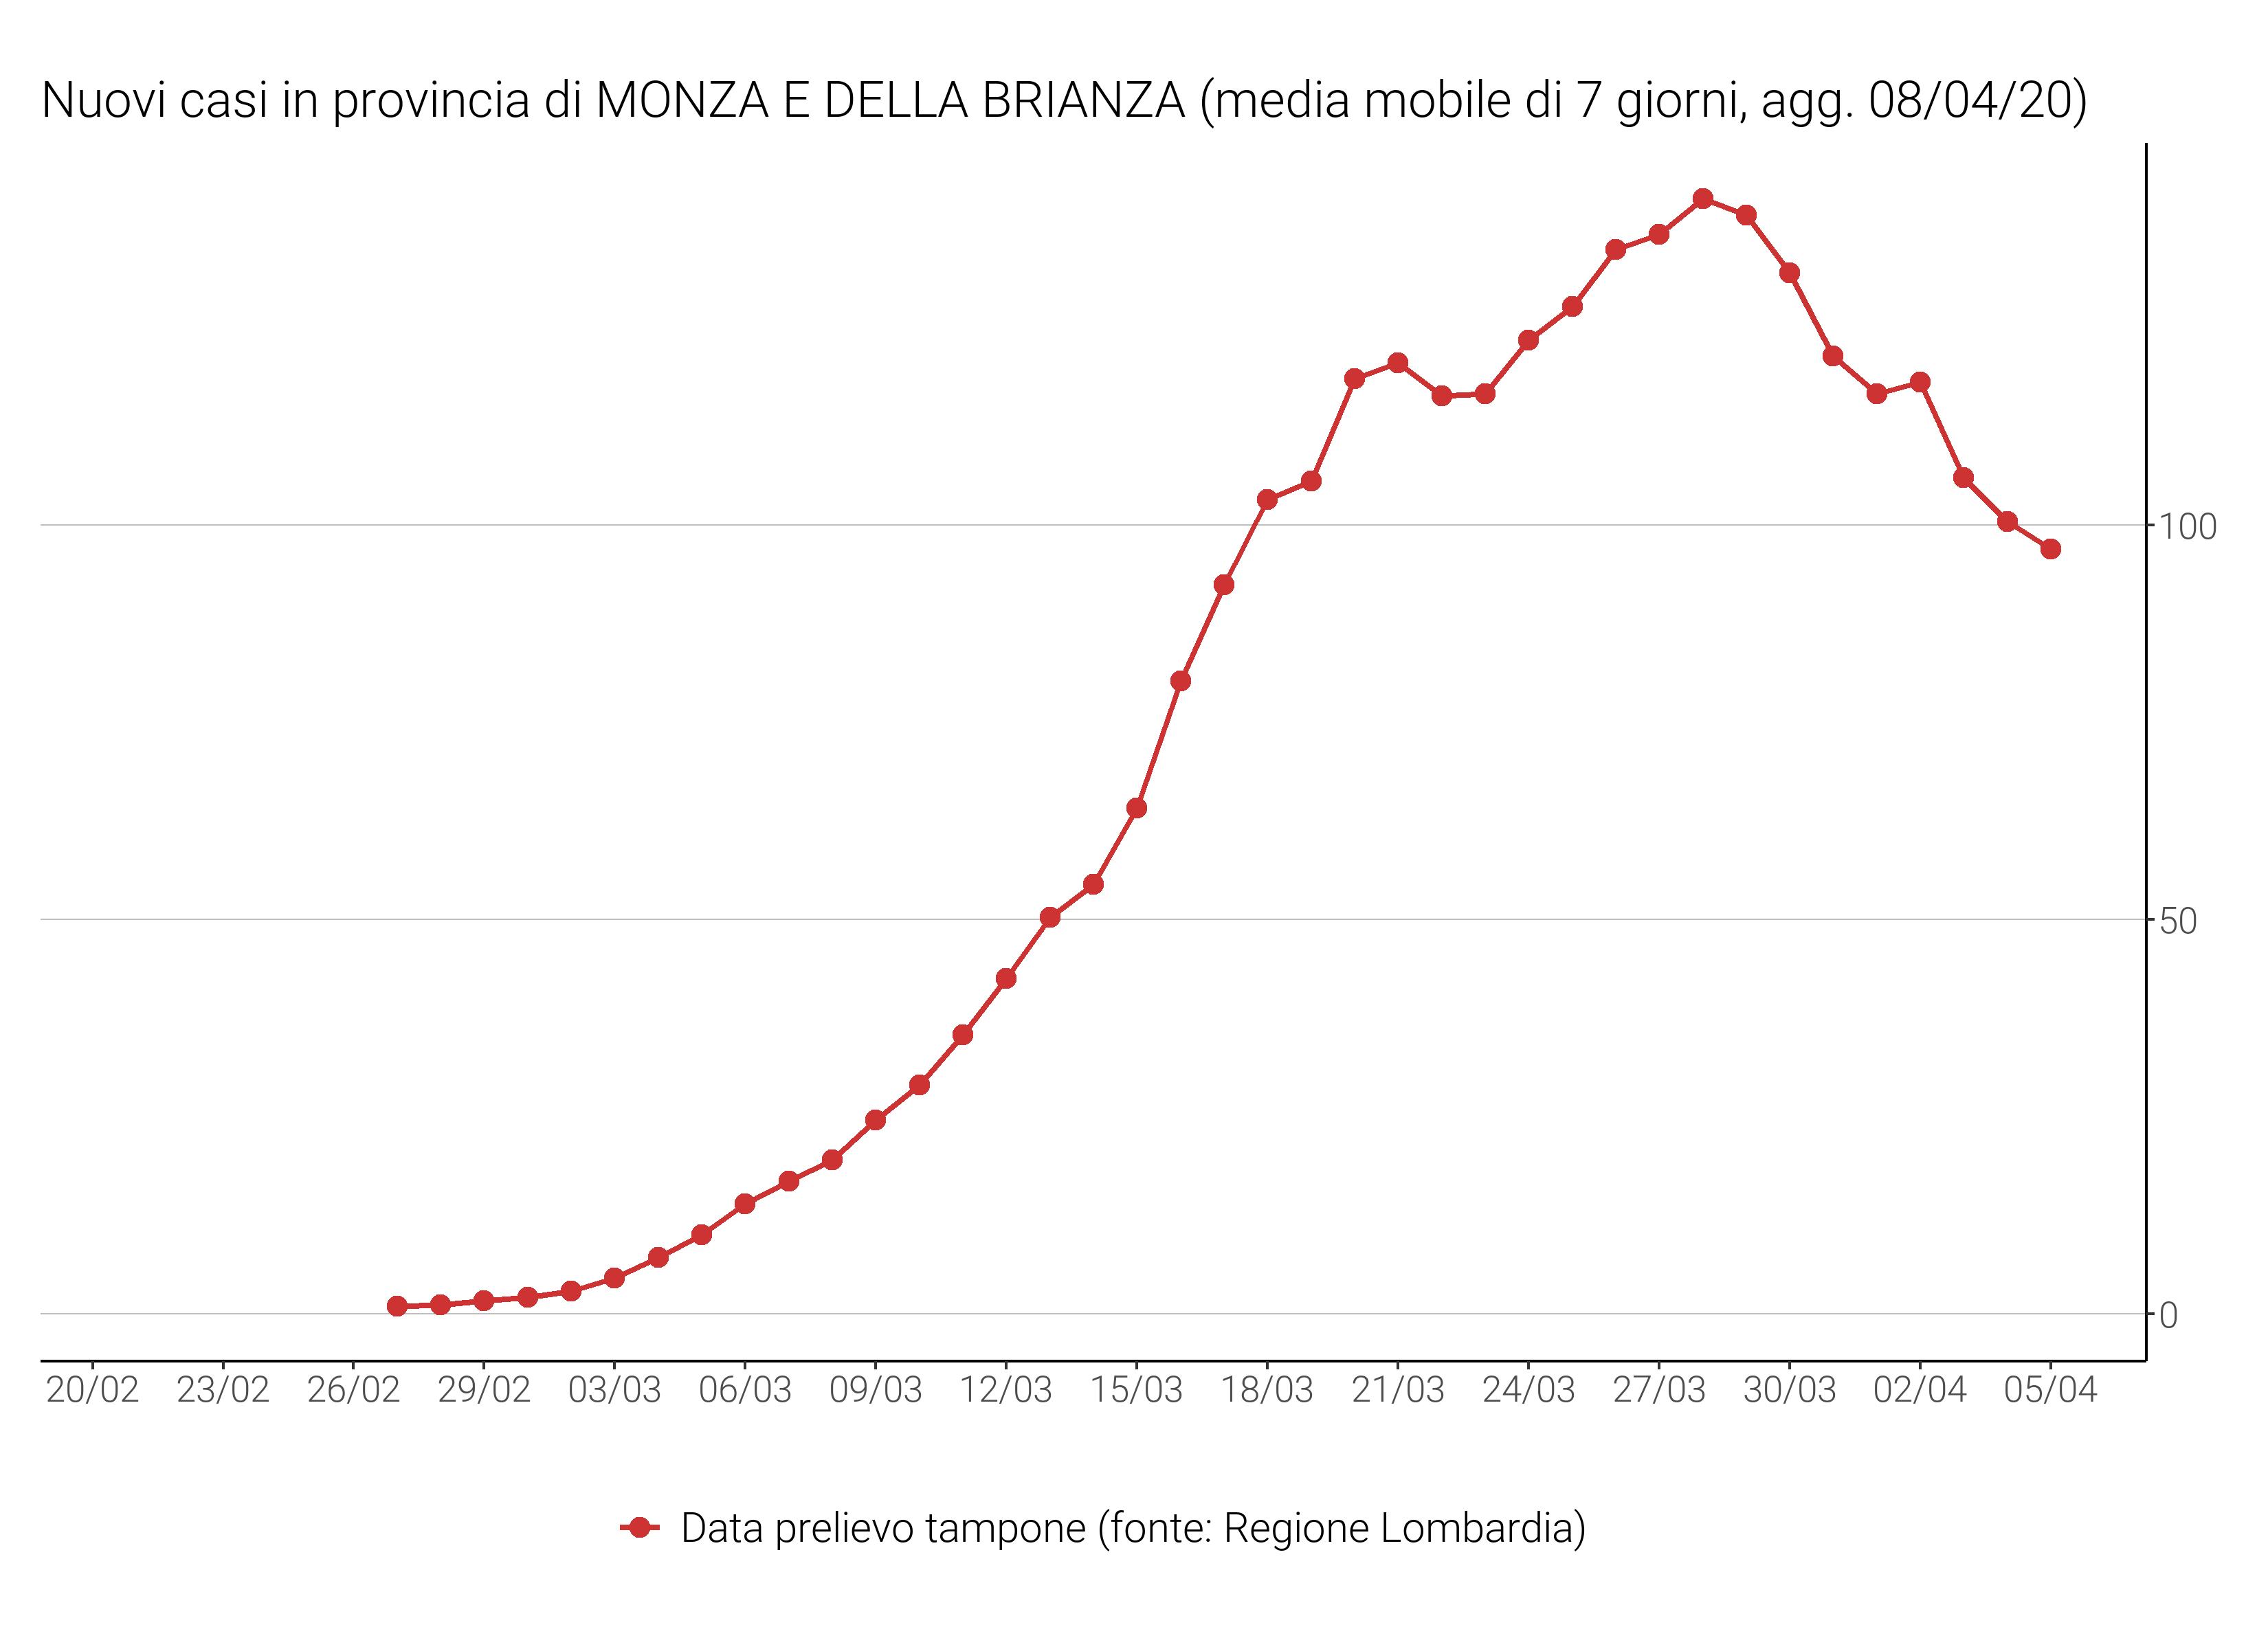 Nuovi casi in provincia di MONZA E DELLA BRIANZA (media mobile di 7 giorni, agg. 08/04/20)
100
50
0
20/02 23/02 26/02 29/02 03/03 06/03 09/03 12/03 15/03 18/03 21/03 24/03 27/03 30/03 02/04 05/04
Data prelievo tampone (fonte: Regione Lombardia)